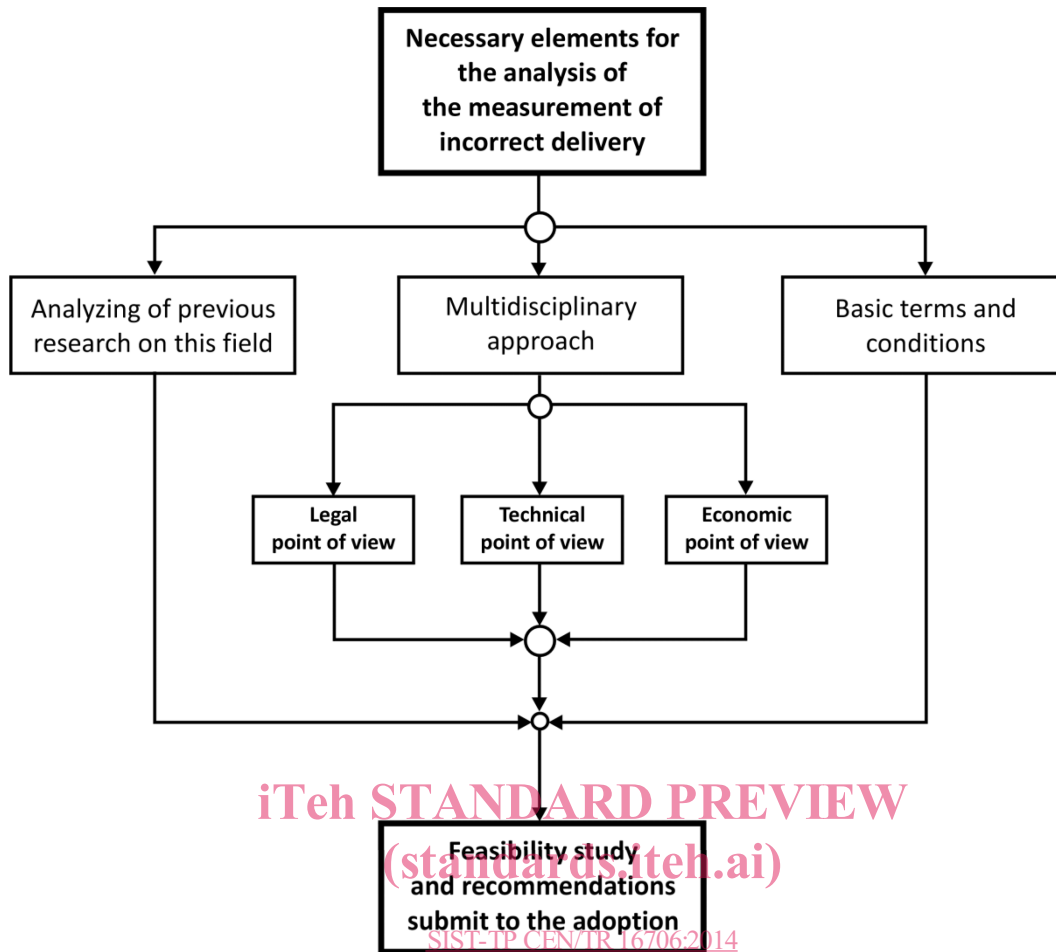 Necessary elements for
the analysis of
the measurement of
incorrect delivery
Analyzing of previous
research on this field
Multidisciplinary
approach
Basic terms and
conditions
Legal
point of view
Technical
point of view
Economic
point of view
iTeh STANDARD PREVIEW
(standards.iteh.ai)
Feasibility study
and recommendations
submit to the adoption
SIST-TP CEN/TR 16706:2014